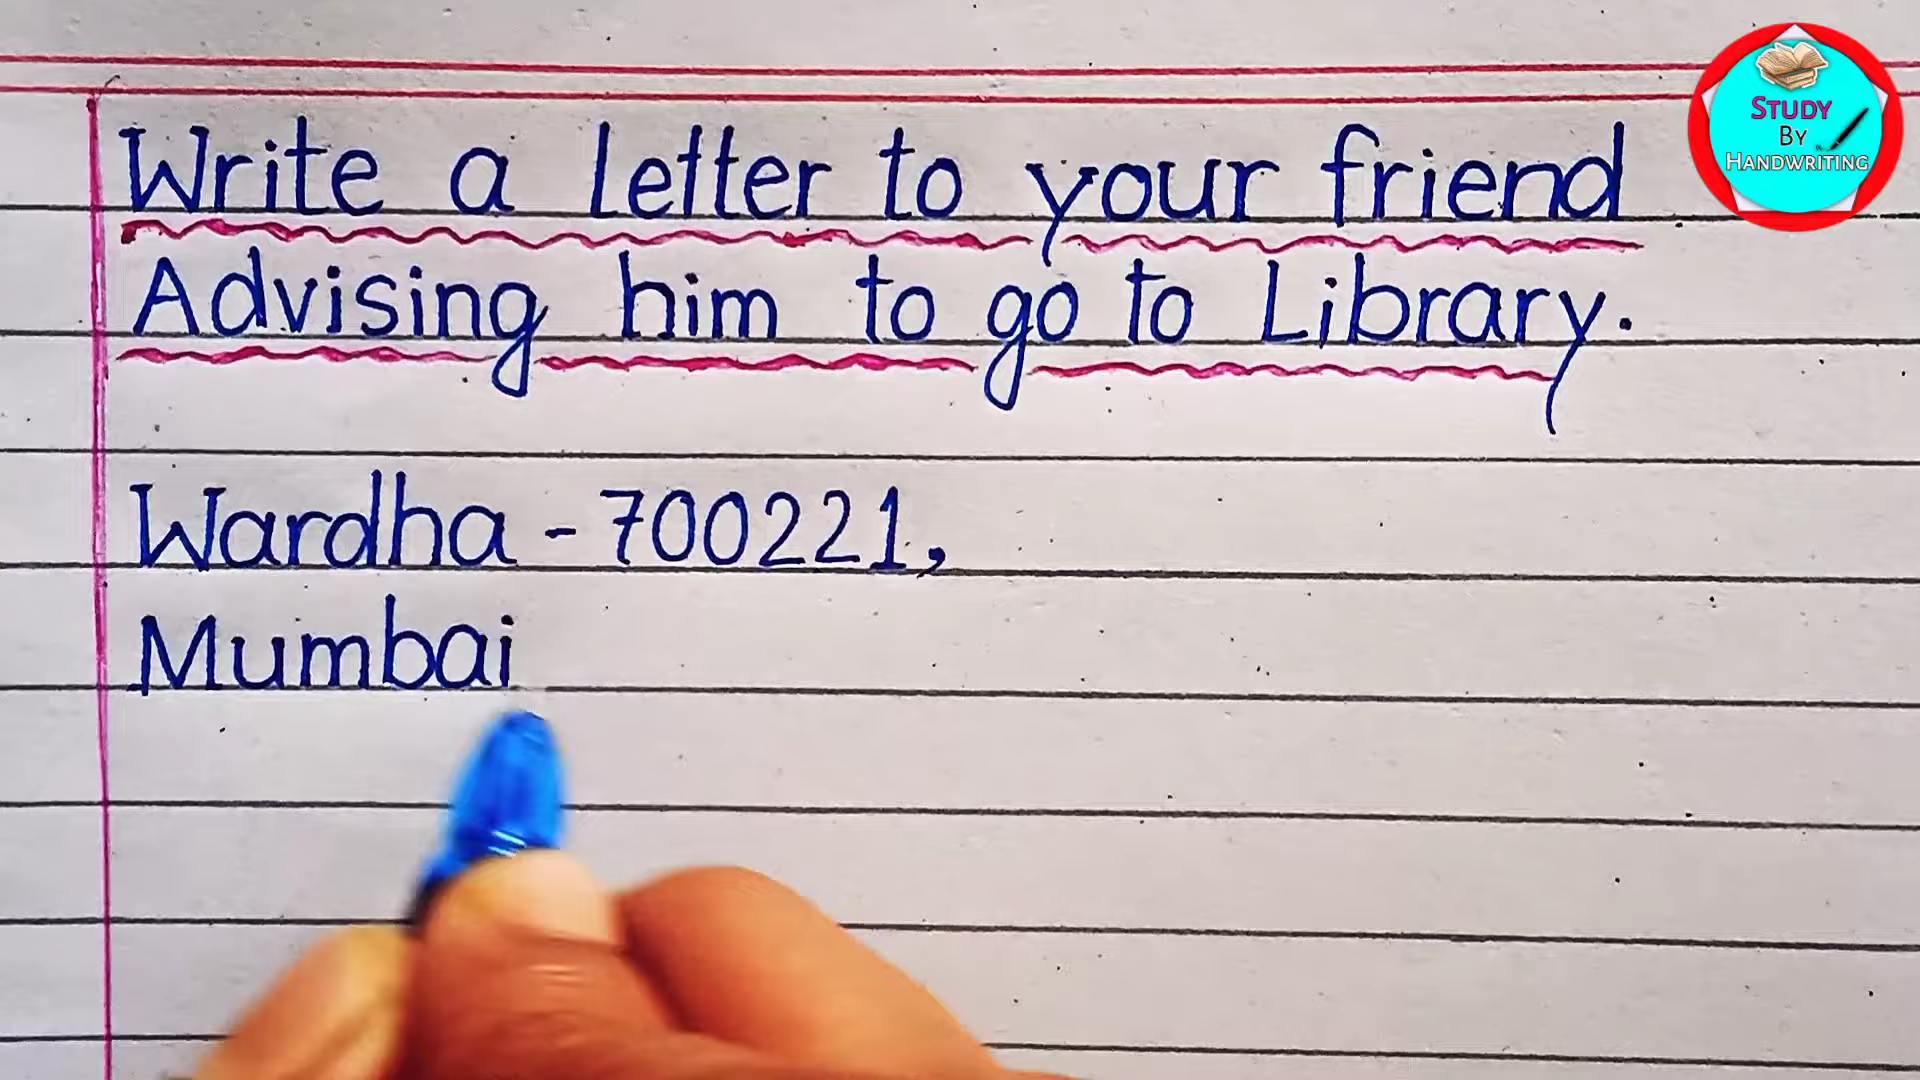 Write a letter to your friend
Advising him to go to Library.
Wardha - 700221,
Mumbai
STUDY
BY
HANDWRITING